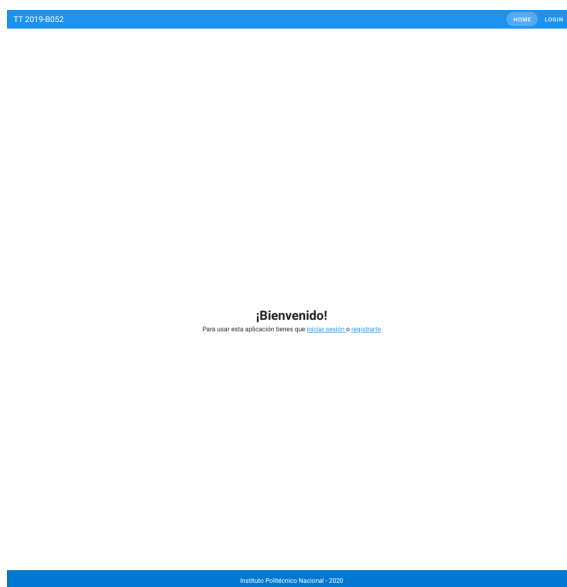 TT 2019-B052
HOME LOGIN
¡Bienvenido!
Para usar esta aplicación tienes que iniciar sesión o registrarte
Instituto Politécnico Nacional - 2020